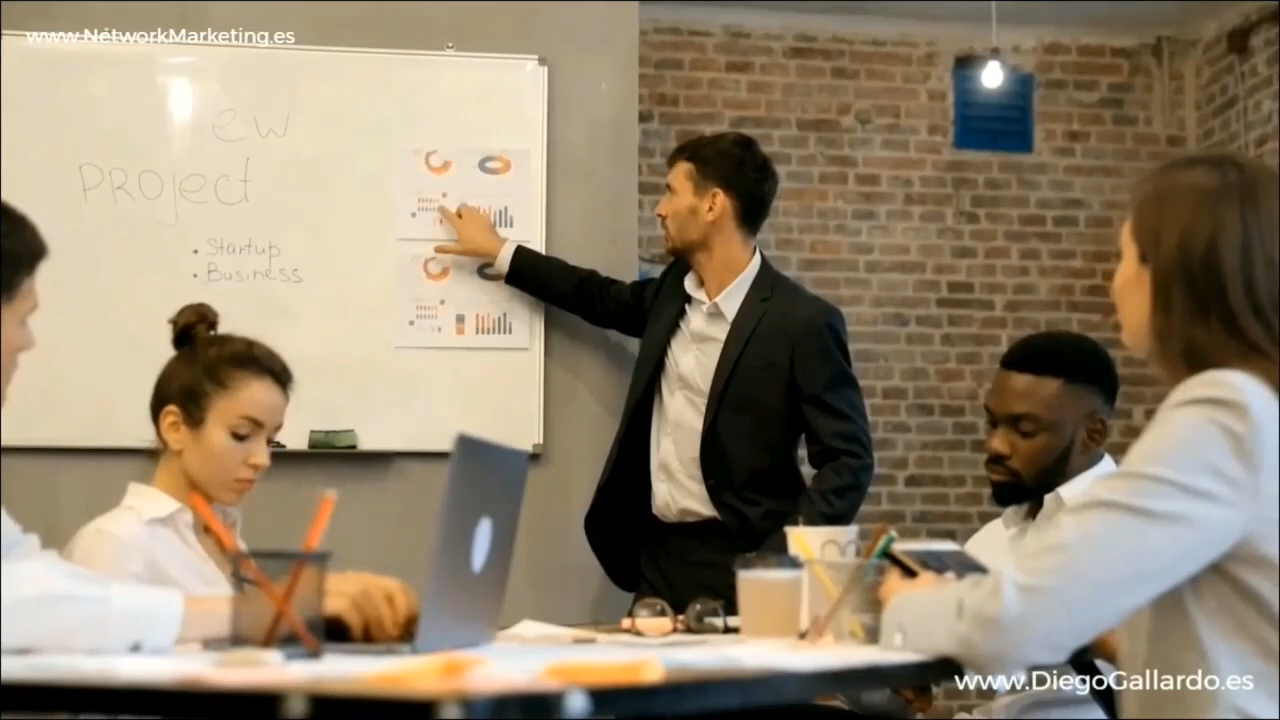 www.NetworkMarketing.es
ew
PROject
• Startup
• Business
www.DiegoGallardo.es